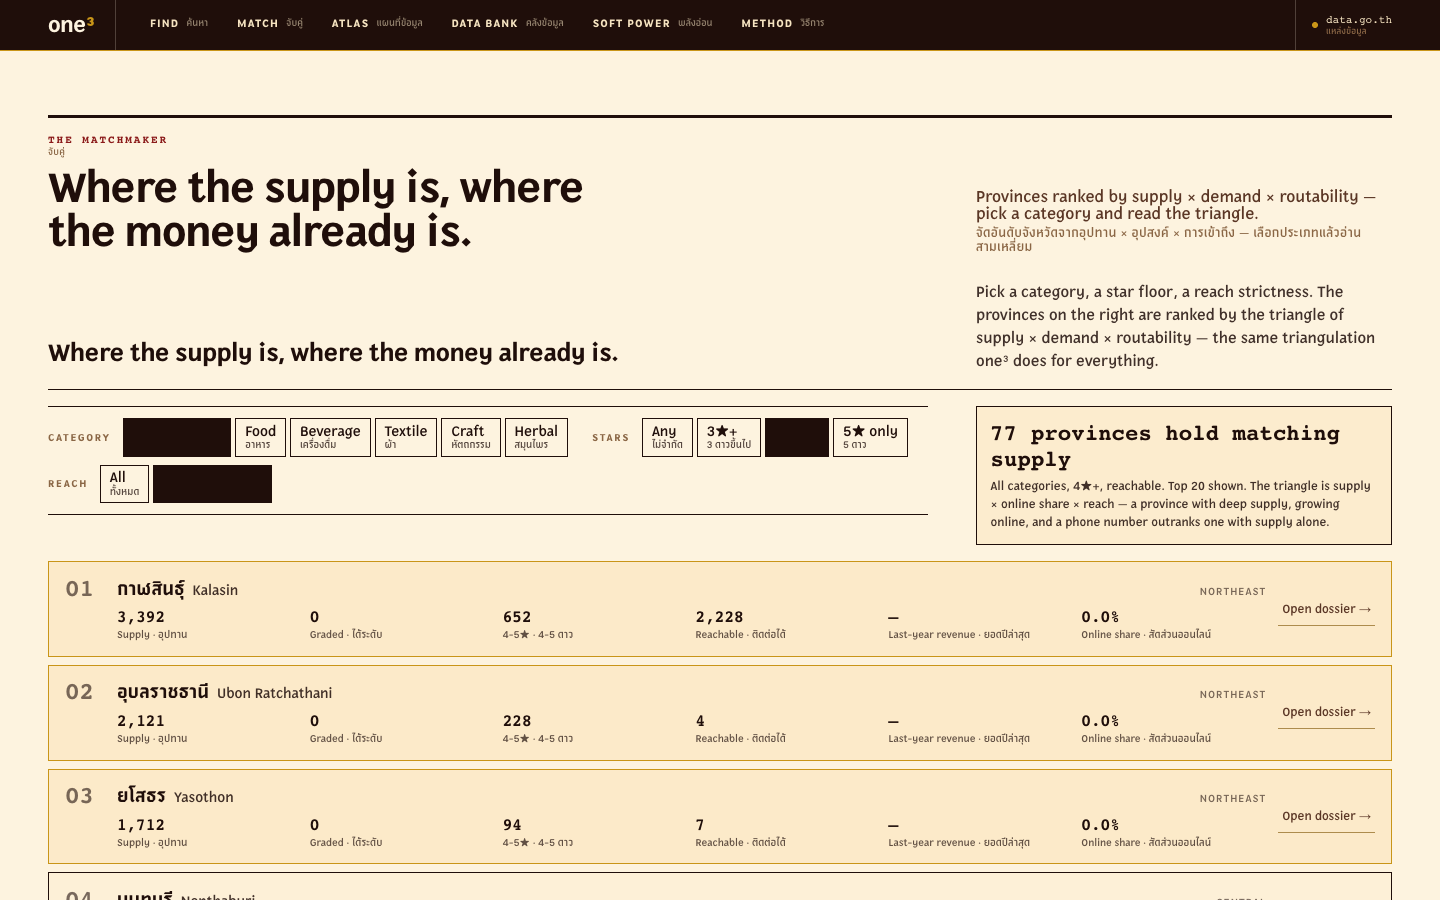 one³
FIND ค้นหา
MATCH จับคู่
ATLAS แผนที่ข้อมูล
DATA BANK คลังข้อมูล
SOFT POWER พลังอ่อน
METHOD วิธีการ
data.go.th
แหล่งข้อมูล
THE MATCHMAKER
จับคู่
Where the supply is, where
the money already is.
Provinces ranked by supply × demand × routability —
pick a category and read the triangle.
จัดอันดับจังหวัดจากอุปทาน × อุปสงค์ × การเข้าถึง — เลือกประเภทแล้วอ่าน
สามเหลี่ยม
Where the supply is, where the money already is.
Pick a category, a star floor, a reach strictness. The
provinces on the right are ranked by the triangle of
supply × demand × routability — the same triangulation
one³ does for everything.
CATEGORY
Food
อาหาร
Beverage
เครื่องดื่ม
Textile
ผ้า
Craft
หัตถกรรม
Herbal
สมุนไพร
STARS
Any
ไม่จำกัด
3★+
3 ดาวขึ้นไป
5★ only
5 ดาว
REACH
All
ทั้งหมด
77 provinces hold matching
supply
All categories, 4★+, reachable. Top 20 shown. The triangle is supply
× online share × reach — a province with deep supply, growing
online, and a phone number outranks one with supply alone.
01 กาฬสินธุ์ Kalasin NORTHEAST
3,392 0 652 2,228 — 0.0%
Supply · อุปทาน Graded · ได้ระดับ 4-5★ · 4-5 ดาว Reachable · ติดต่อได้ Last-year revenue · ยอดปีล่าสุด Online share · สัดส่วนออนไลน์
Open dossier →
02 อุบลราชธานี Ubon Ratchathani NORTHEAST
2,121 0 228 4 — 0.0%
Supply · อุปทาน Graded · ได้ระดับ 4-5★ · 4-5 ดาว Reachable · ติดต่อได้ Last-year revenue · ยอดปีล่าสุด Online share · สัดส่วนออนไลน์
Open dossier →
03 ยโสธร Yasothon NORTHEAST
1,712 0 94 7 — 0.0%
Supply · อุปทาน Graded · ได้ระดับ 4-5★ · 4-5 ดาว Reachable · ติดต่อได้ Last-year revenue · ยอดปีล่าสุด Online share · สัดส่วนออนไลน์
Open dossier →
04 นนทบุรี Nonthaburi CENTRAL